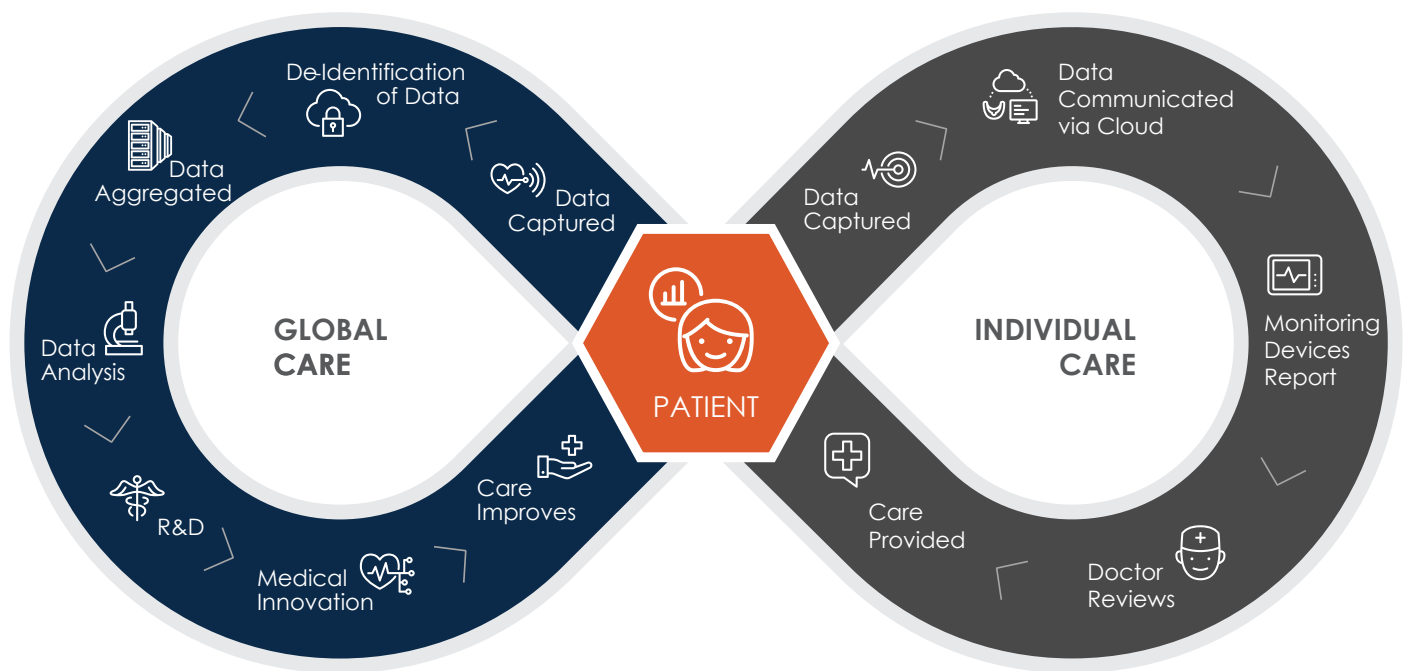 De-Identification
of Data
Data
Aggregated
Data
Captured
GLOBAL
CARE
Data
Analysis
R&D
Medical
Innovation
Care
Improves
PATIENT
Data
Captured
Data
Communicated
via Cloud
INDIVIDUAL
CARE
Monitoring
Devices
Report
Doctor
Reviews
Care
Provided